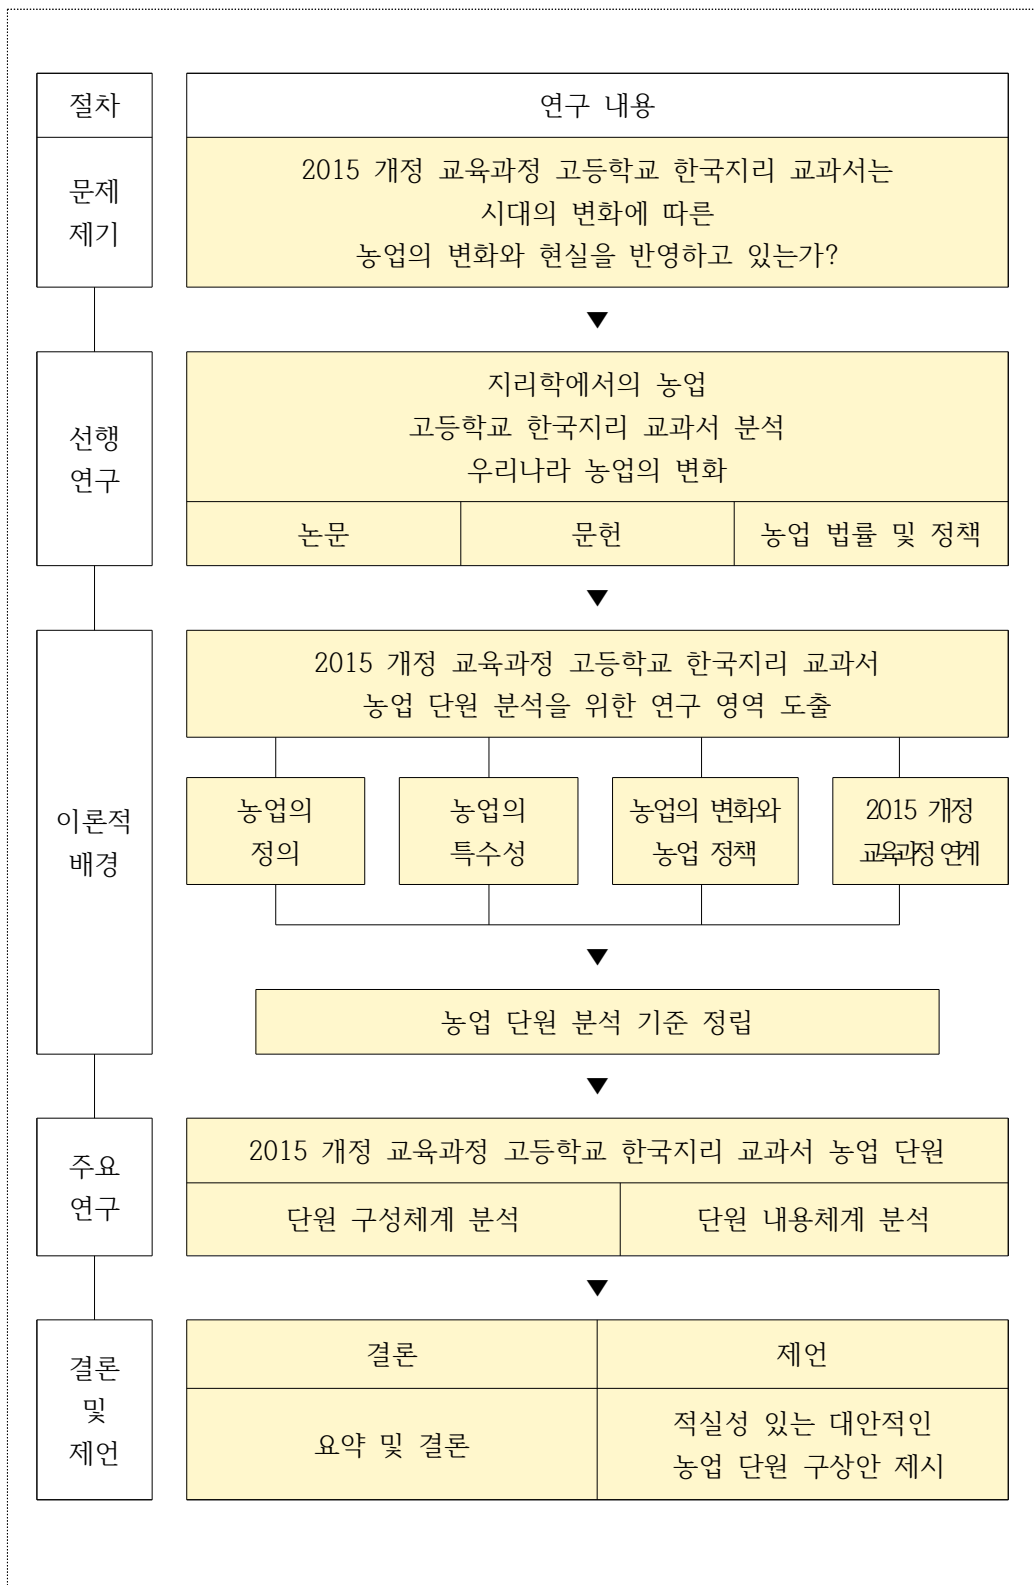 절차
연구 내용
문제
제기
2015 개정 교육과정 고등학교 한국지리 교과서는
시대의 변화에 따른
농업의 변화와 현실을 반영하고 있는가?
▼
선행
연구
지리학에서의 농업
고등학교 한국지리 교과서 분석
우리나라 농업의 변화
논문
문헌
농업 법률 및 정책
▼
이론적
배경
2015 개정 교육과정 고등학교 한국지리 교과서
농업 단원 분석을 위한 연구 영역 도출
농업의
정의
농업의
특수성
농업의 변화와
농업 정책
2015 개정
교육과정 연계
▼
농업 단원 분석 기준 정립
▼
주요
연구
2015 개정 교육과정 고등학교 한국지리 교과서 농업 단원
단원 구성체계 분석
단원 내용체계 분석
▼
결론
및
제언
결론
제언
요약 및 결론
적실성 있는 대안적인
농업 단원 구상안 제시